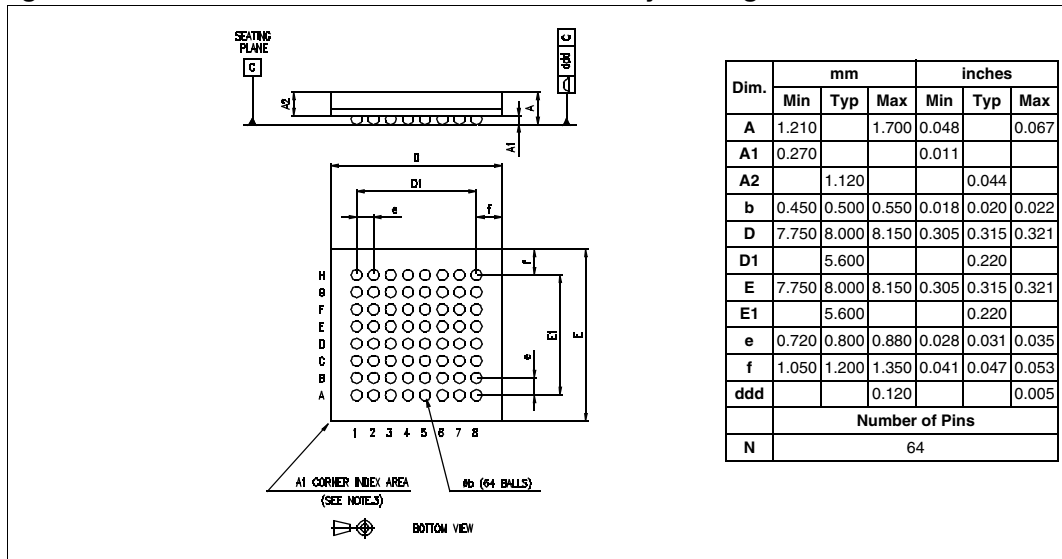 SEATING
PLANE
C
ddd C
A2
A
A1
D
D1
e
f
f
H
G
F
E
D
C
B
A
E1
E
e
1 2 3 4 5 6 7 8
A1 CORNER INDEX AREA
(SEE NOTE.3)
øb (64 BALLS)
BOTTOM VIEW
Dim. mm inches
Min Typ Max Min Typ Max
A 1.210 1.700 0.048 0.067
A1 0.270 0.011
A2 1.120 0.044
b 0.450 0.500 0.550 0.018 0.020 0.022
D 7.750 8.000 8.150 0.305 0.315 0.321
D1 5.600 0.220
E 7.750 8.000 8.150 0.305 0.315 0.321
E1 5.600 0.220
e 0.720 0.800 0.880 0.028 0.031 0.035
f 1.050 1.200 1.350 0.041 0.047 0.053
ddd 0.120 0.005
Number of Pins
N 64